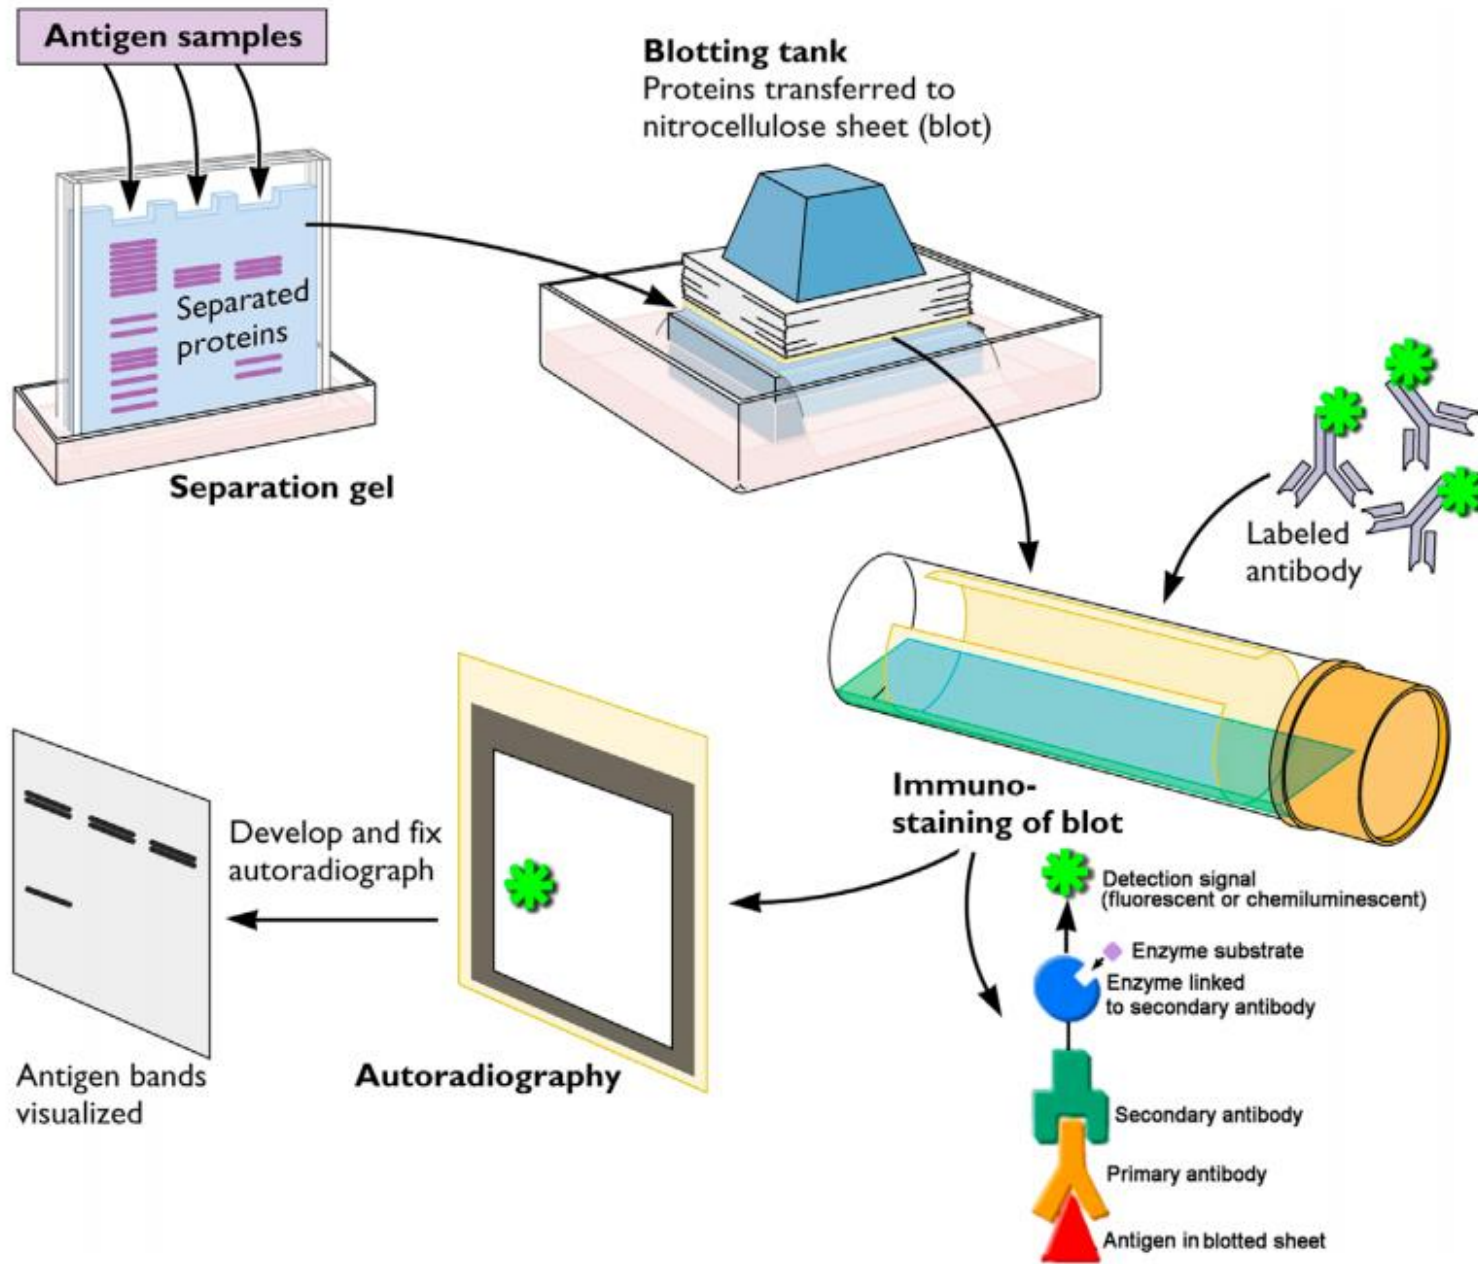 Antigen samples
Blotting tank
Proteins transferred to
nitrocellulose sheet (blot)
Separated
proteins
Separation gel
Labeled
antibody
Immuno-
staining of blot
Detection signal
(fluorescent or chemiluminescent)
Enzyme substrate
Enzyme linked
to secondary antibody
Secondary antibody
Primary antibody
Antigen in blotted sheet
Autoradiography
Develop and fix
autoradiograph
Antigen bands
visualized